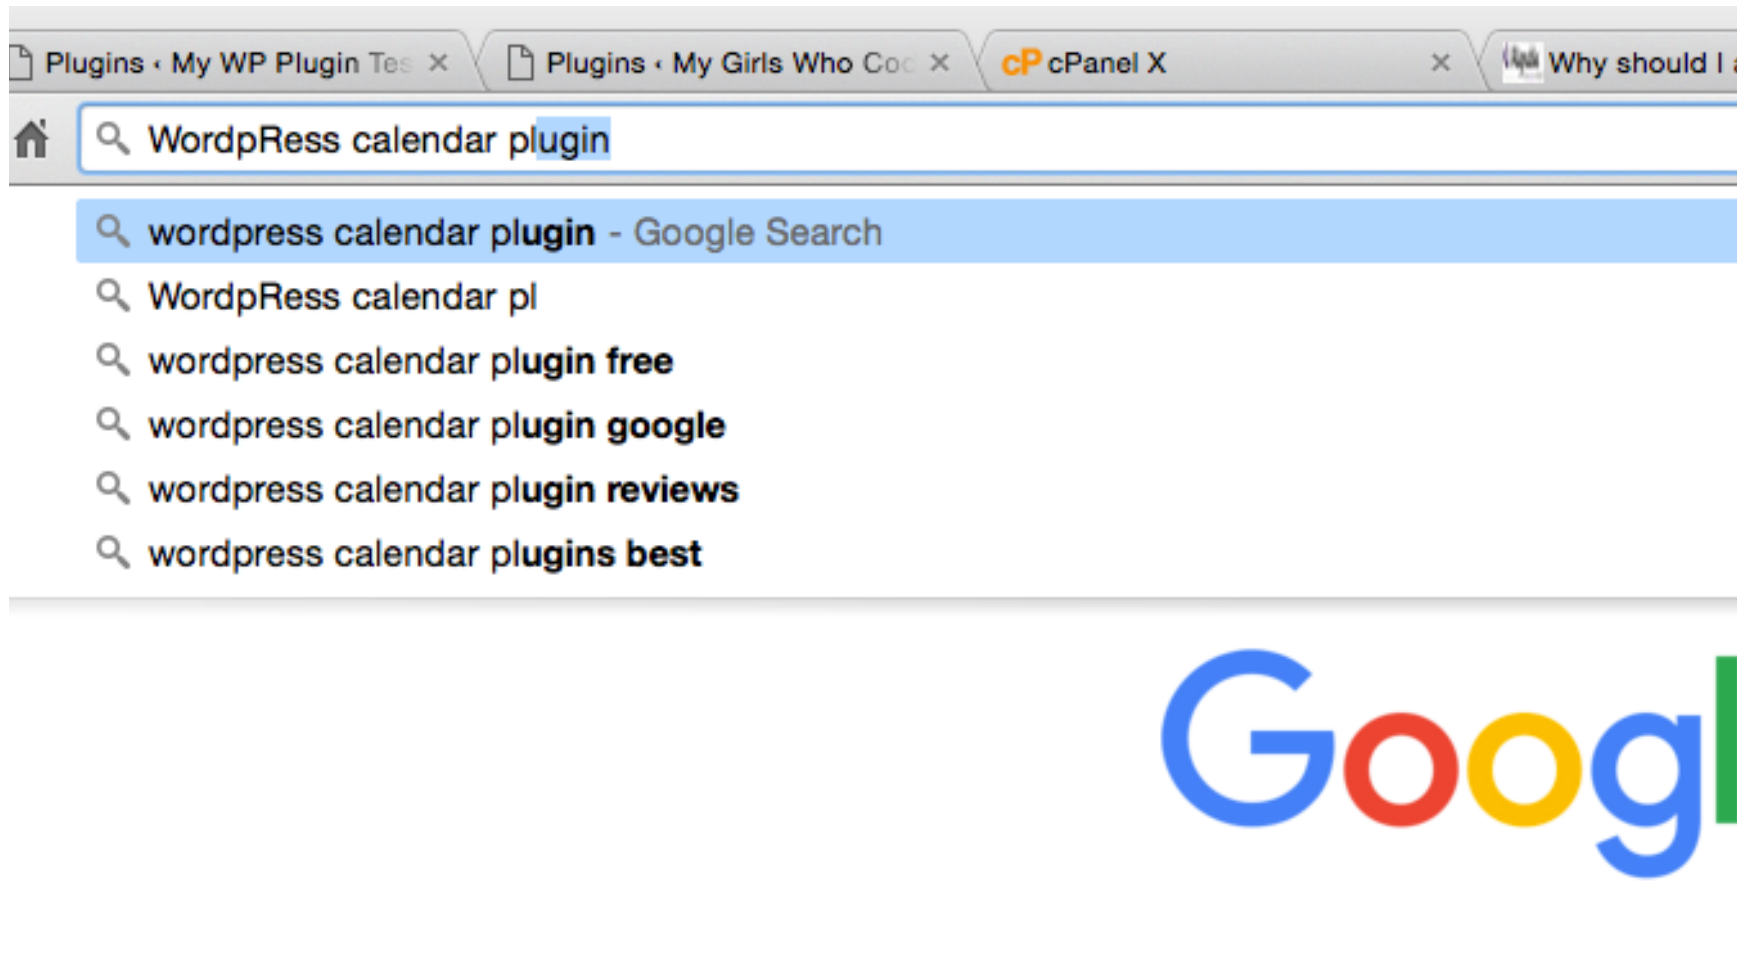 Plugins ‹ My WP Plugin Tes × Plugins ‹ My Girls Who Coc × cP cPanel X × Why should I
WordpRess calendar plugin
wordpress calendar plugin - Google Search
WordpRess calendar pl
wordpress calendar plugin free
wordpress calendar plugin google
wordpress calendar plugin reviews
wordpress calendar plugins best
Googl